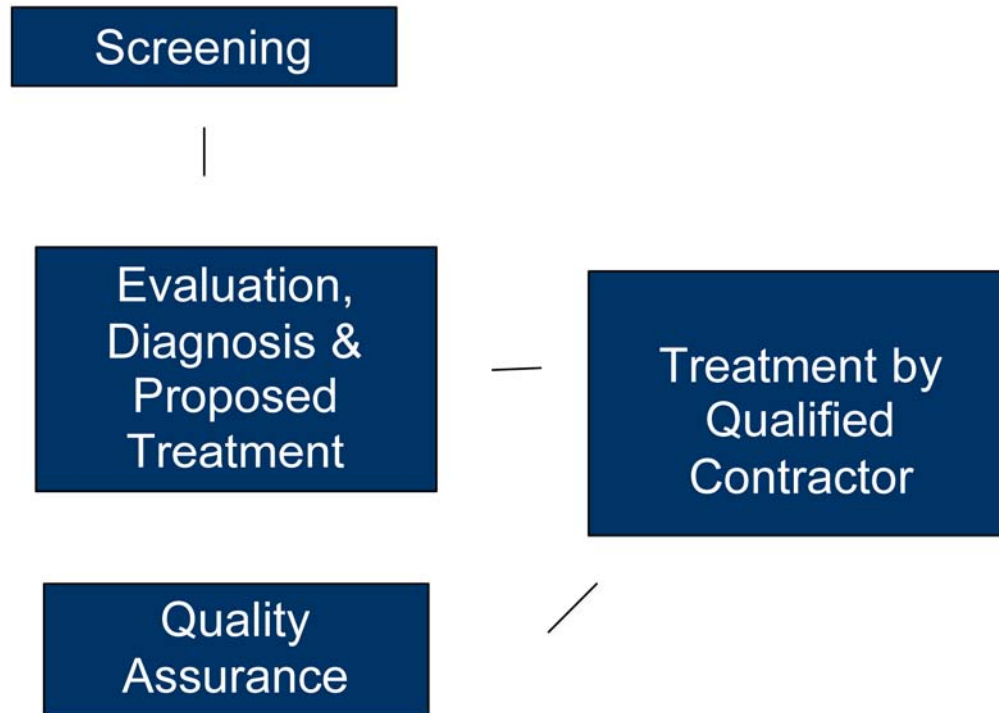 Screening
Evaluation,
Diagnosis &
Proposed
Treatment
Treatment by
Qualified
Contractor
Quality
Assurance